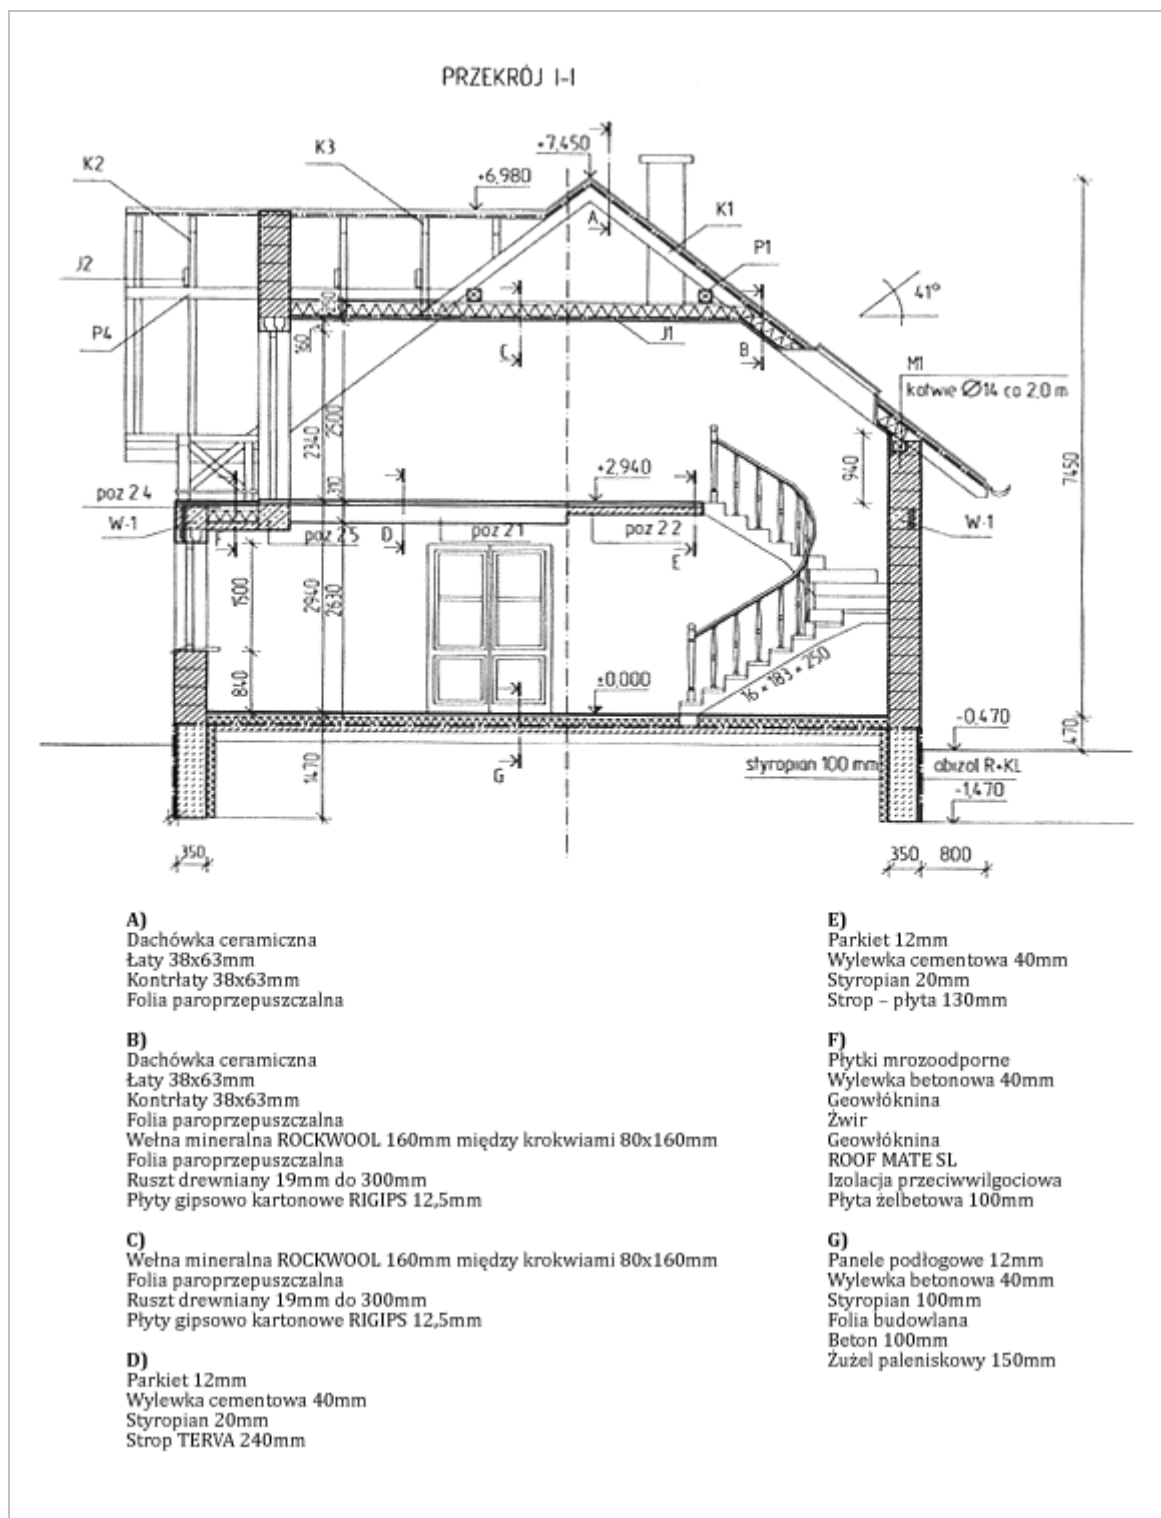 PRZEKRÓJ I-I
K3
+7,450
K2
+6,980
A
K1
P1
J2
41°
290
P4
160
J1
C
B
M1
kotwie Ø14 co 2,0 m
2340
2500
940
7450
+2,940
310
poz 2.4
W-1
F
poz 2.5
D
poz 2.1
poz 2.2
E
W-1
1500
2940
2630
840
±0,000
16 × 183 × 250
-0,470
470
1470
G
styropian 100 mm
abizol R+KL
-1,470
350
350
800
A)
Dachówka ceramiczna
Łaty 38x63mm
Kontrłaty 38x63mm
Folia paroprzepuszczalna
B)
Dachówka ceramiczna
Łaty 38x63mm
Kontrłaty 38x63mm
Folia paroprzepuszczalna
Wełna mineralna ROCKWOOL 160mm między krokwiami 80x160mm
Folia paroprzepuszczalna
Ruszt drewniany 19mm do 300mm
Płyty gipsowo kartonowe RIGIPS 12,5mm
C)
Wełna mineralna ROCKWOOL 160mm między krokwiami 80x160mm
Folia paroprzepuszczalna
Ruszt drewniany 19mm do 300mm
Płyty gipsowo kartonowe RIGIPS 12,5mm
D)
Parkiet 12mm
Wylewka cementowa 40mm
Styropian 20mm
Strop TERVA 240mm
E)
Parkiet 12mm
Wylewka cementowa 40mm
Styropian 20mm
Strop – płyta 130mm
F)
Płytki mrozoodporne
Wylewka betonowa 40mm
Geowłóknina
Żwir
Geowłóknina
ROOF MATE SL
Izolacja przeciwwilgociowa
Płyta żelbetowa 100mm
G)
Panele podłogowe 12mm
Wylewka betonowa 40mm
Styropian 100mm
Folia budowlana
Beton 100mm
Żużel paleniskowy 150mm